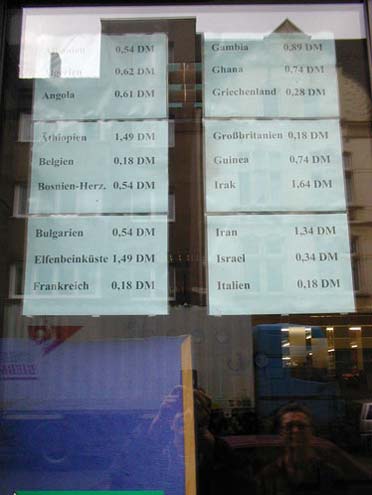 0,54 DM
Algerien 0,62 DM
Angola 0,61 DM
Äthiopien 1,49 DM
Belgien 0,18 DM
Bosnien-Herz. 0,54 DM
Bulgarien 0,54 DM
Elfenbeinküste 1,49 DM
Frankreich 0,18 DM
Gambia 0,89 DM
Ghana 0,74 DM
Griechenland 0,28 DM
Großbritanien 0,18 DM
Guinea 0,74 DM
Irak 1,64 DM
Iran 1,34 DM
Israel 0,34 DM
Italien 0,18 DM